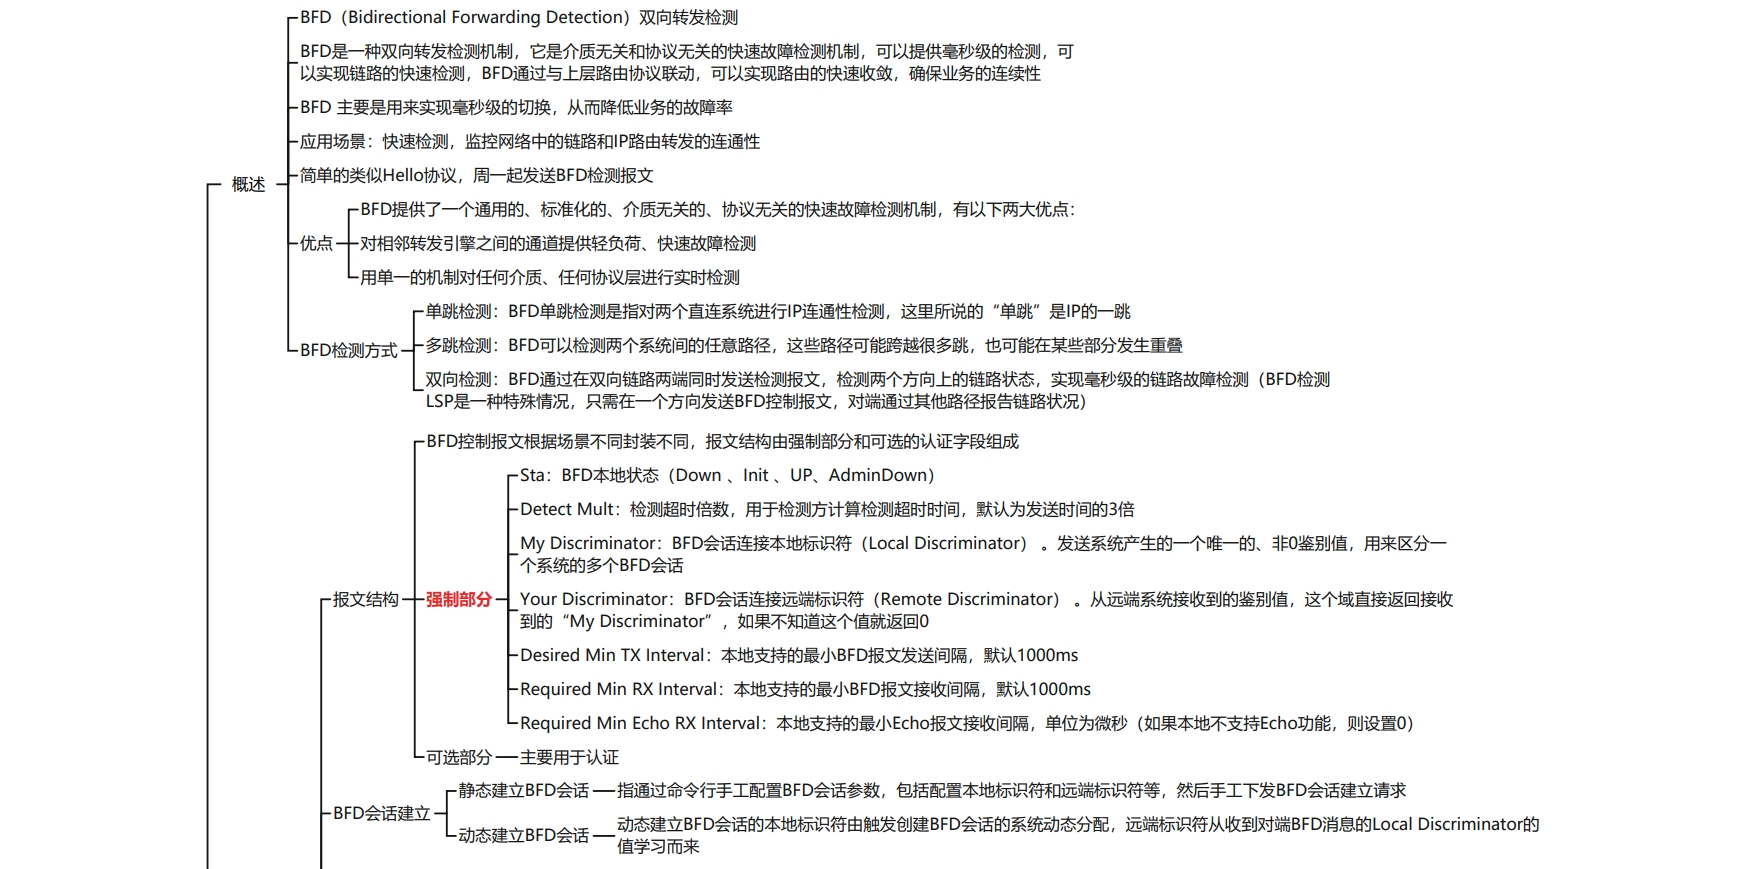 BFD（Bidirectional Forwarding Detection）双向转发检测
BFD是一种双向转发检测机制，它是介质无关和协议无关的快速故障检测机制，可以提供毫秒级的检测，可
以实现链路的快速检测，BFD通过与上层路由协议联动，可以实现路由的快速收敛，确保业务的连续性
BFD 主要是用来实现毫秒级的切换，从而降低业务的故障率
应用场景：快速检测，监控网络中的链路和IP路由转发的连通性
简单的类似Hello协议，周一起发送BFD检测报文
概述
BFD提供了一个通用的、标准化的、介质无关的、协议无关的快速故障检测机制，有以下两大优点：
优点
对相邻转发引擎之间的通道提供轻负荷、快速故障检测
用单一的机制对任何介质、任何协议层进行实时检测
单跳检测：BFD单跳检测是指对两个直连系统进行IP连通性检测，这里所说的“单跳”是IP的一跳
BFD检测方式
多跳检测：BFD可以检测两个系统间的任意路径，这些路径可能跨越很多跳，也可能在某些部分发生重叠
双向检测：BFD通过在双向链路两端同时发送检测报文，检测两个方向上的链路状态，实现毫秒级的链路故障检测（BFD检测
LSP是一种特殊情况，只需在一个方向发送BFD控制报文，对端通过其他路径报告链路状况）
BFD控制报文根据场景不同封装不同，报文结构由强制部分和可选的认证字段组成
Sta：BFD本地状态（Down 、Init 、UP、AdminDown）
Detect Mult：检测超时倍数，用于检测方计算检测超时时间，默认为发送时间的3倍
My Discriminator：BFD会话连接本地标识符（Local Discriminator） 。发送系统产生的一个唯一的、非0鉴别值，用来区分一
个系统的多个BFD会话
报文结构
强制部分
Your Discriminator：BFD会话连接远端标识符（Remote Discriminator） 。从远端系统接收到的鉴别值，这个域直接返回接收
到的“My Discriminator”，如果不知道这个值就返回0
Desired Min TX Interval：本地支持的最小BFD报文发送间隔，默认1000ms
Required Min RX Interval：本地支持的最小BFD报文接收间隔，默认1000ms
Required Min Echo RX Interval：本地支持的最小Echo报文接收间隔，单位为微秒（如果本地不支持Echo功能，则设置0）
可选部分
主要用于认证
静态建立BFD会话
指通过命令行手工配置BFD会话参数，包括配置本地标识符和远端标识符等，然后手工下发BFD会话建立请求
BFD会话建立
动态建立BFD会话
动态建立BFD会话的本地标识符由触发创建BFD会话的系统动态分配，远端标识符从收到对端BFD消息的Local Discriminator的
值学习而来